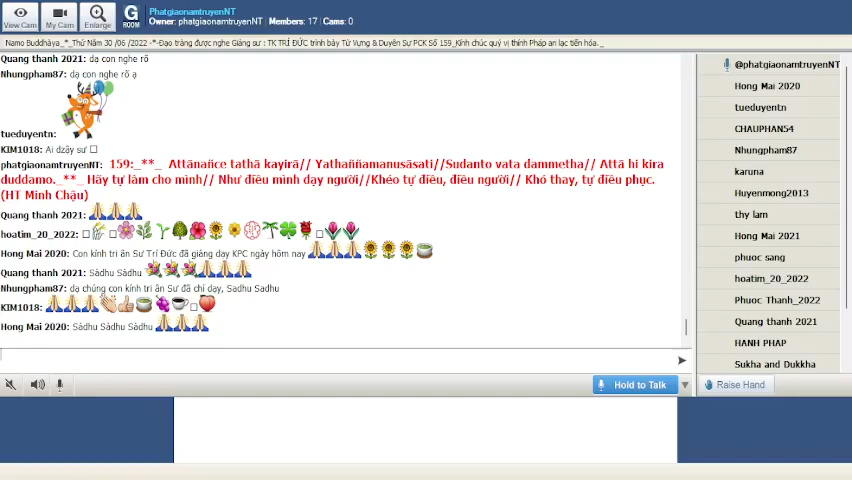 View Cam
My Cam
Enlarge
G
ROOM
PhatgiaonamtruyenNT
Owner: phatgiaonamtruyenNT | Members: 17 | Cams: 0
Namo Buddhāya_*_Thứ Năm 30 /06 /2022 -*-Đạo tràng được nghe Giảng sư : TK TRÍ ĐỨC trình bày Từ Vựng & Duyên Sự PCK Số 159_Kính chúc quý vị thính Pháp an lạc tiến hóa._
Quang thanh 2021: dạ con nghe rõ
Nhungpham87: dạ con nghe rõ ạ
tueduyentn:
KIM1018: Ai dzậy sư □
phatgiaonamtruyenNT: 159:_**_ Attānañce tathā kayirā// Yathaññamanusāsati//Sudanto vata dammetha// Attā hi kira
duddamo._**_ Hãy tự làm cho mình// Như điều mình dạy người//Khéo tự điều, điều người// Khó thay, tự điều phục.
(HT Minh Châu)
Quang thanh 2021: 🙏🙏🙏
hoatim_20_2022:
Hong Mai 2020: Con kính tri ân Sư Trí Đức đã giảng dạy KPC ngày hôm nay 🙏🙏🙏🌻🌻🌻🍵
Quang thanh 2021: Sàdhu Sàdhu 💐💐💐🙏🙏🙏
Nhungpham87: dạ chúng con kính tri ân Sư đã chỉ dạy, Sadhu Sadhu
KIM1018: 🙏🙏🙏👏👍🍵🍇☕□🍑
Hong Mai 2020: Sàdhu Sàdhu Sàdhu 🙏🙏🙏
Hold to Talk
@phatgiaonamtruyenNT
Hong Mai 2020
tueduyentn
CHAUPHAN54
Nhungpham87
karuna
Huyenmong2013
thy lam
Hong Mai 2021
phuoc sang
hoatim_20_2022
Phuoc Thanh_2022
Quang thanh 2021
HANH PHAP
Sukha and Dukkha
Raise Hand